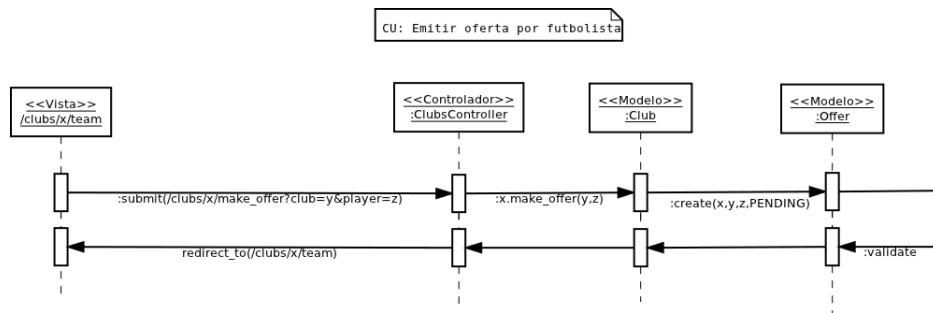 CU: Emitir oferta por futbolista
<<Vista>>
/clubs/x/team
<<Controlador>>
:ClubsController
<<Modelo>>
:Club
<<Modelo>>
:Offer
:submit(/clubs/x/make_offer?club=y&player=z)
:x.make_offer(y,z)
:create(x,y,z,PENDING)
redirect_to(/clubs/x/team)
:validate